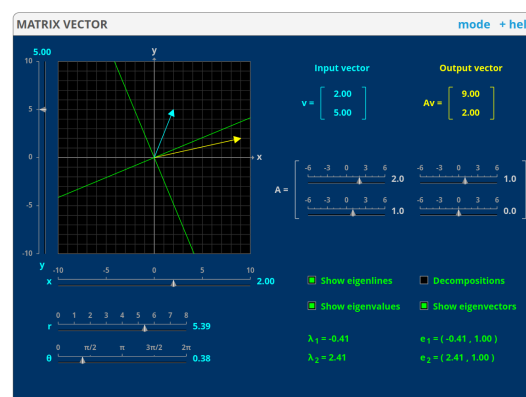 MATRIX VECTOR
mode + hel
5.00
y
10
5
0
-5
-10
x
y
-10 -5 0 5 10
x 2.00
0 1 2 3 4 5 6 7 8
r 5.39
0 π/2 π 3π/2 2π
θ 0.38
Input vector
v = [ 2.00 5.00 ]
Output vector
Av = [ 9.00 2.00 ]
A =
-6 -3 0 3 6 2.0
-6 -3 0 3 6 1.0
-6 -3 0 3 6 1.0
-6 -3 0 3 6 0.0
Show eigenlines
Decompositions
Show eigenvalues
Show eigenvectors
λ1 = -0.41
e1 = ( -0.41 , 1.00 )
λ2 = 2.41
e2 = ( 2.41 , 1.00 )